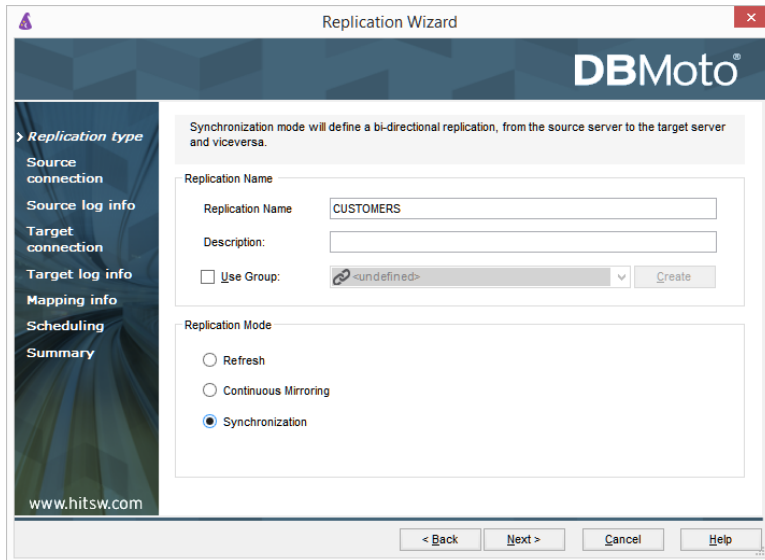 Replication Wizard
DBMoto®
Replication type
Source
connection
Source log info
Target
connection
Target log info
Mapping info
Scheduling
Summary
www.hitsw.com
Synchronization mode will define a bi-directional replication, from the source server to the target server
and viceversa.
Replication Name
Replication Name CUSTOMERS
Description:
Use Group: <undefined> Create
Replication Mode
Refresh
Continuous Mirroring
Synchronization
< Back Next > Cancel Help